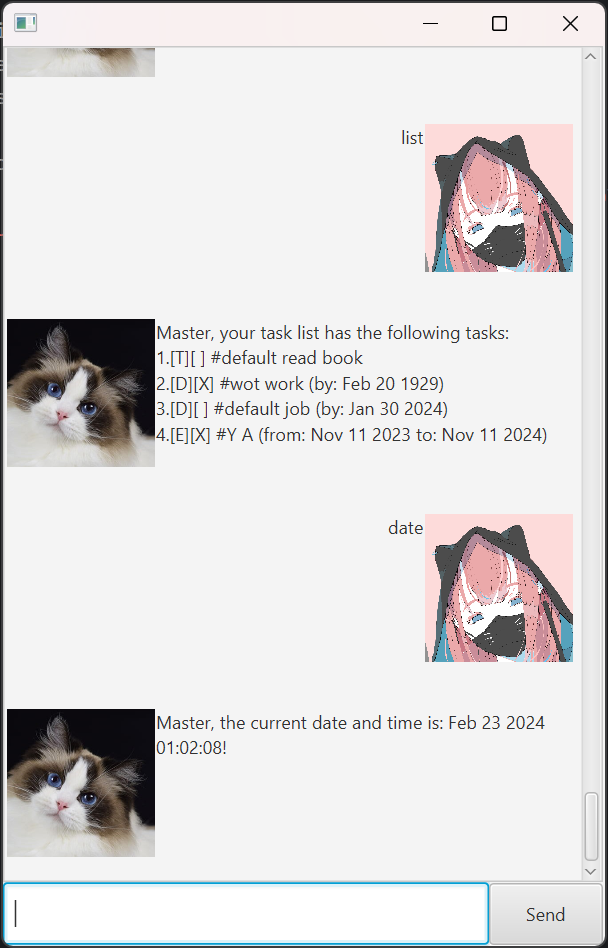 list
Master, your task list has the following tasks:
1.[T][ ] #default read book
2.[D][X] #wot work (by: Feb 20 1929)
3.[D][ ] #default job (by: Jan 30 2024)
4.[E][X] #Y A (from: Nov 11 2023 to: Nov 11 2024)
date
Master, the current date and time is: Feb 23 2024
01:02:08!
Send